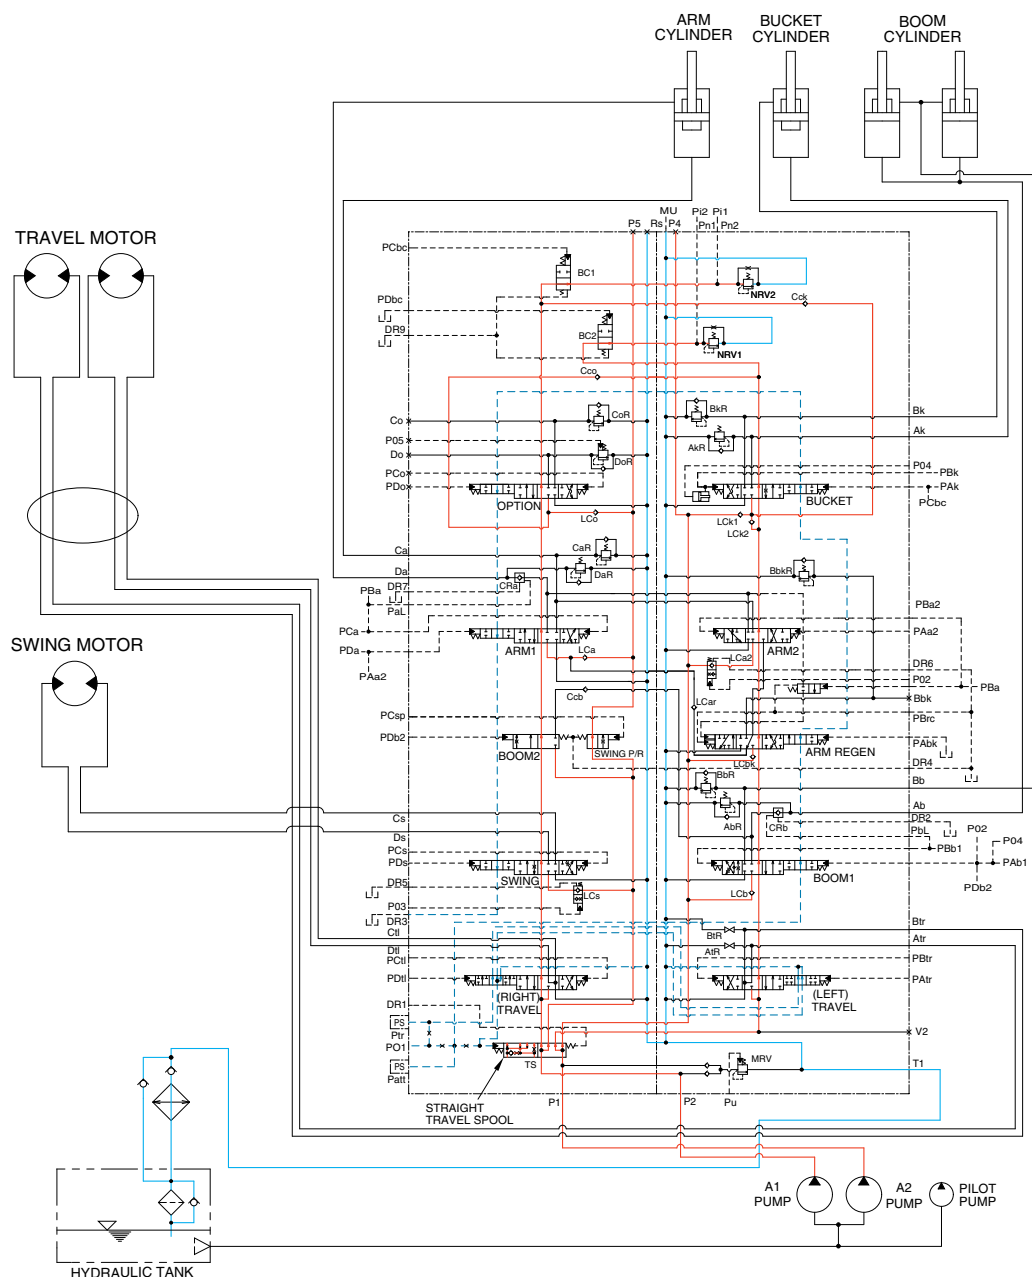 ARM
CYLINDER
BUCKET
CYLINDER
BOOM
CYLINDER
TRAVEL MOTOR
SWING MOTOR
MU
P5
Rs
P4
Pi2
Pi1
Pn1
Pn2
PCbc
BC1
NRV2
Cck
PDbc
DR9
BC2
NRV1
Cco
Co
CoR
BkR
Bk
P05
AkR
Ak
Do
DoR
PCo
P04
PBk
PDo
PAk
PCbc
OPTION
BUCKET
LCo
LCk1
LCk2
Ca
CaR
Da
DaR
BbkR
DR7
CRa
PBa
PaL
PBa2
PCa
PAa2
PDa
ARM1
ARM2
PAa2
LCa
LCa2
DR6
Ccb
P02
PBa
LCar
Bbk
PCsp
PBrc
PDb2
PAbk
BOOM2
SWING P/R
ARM REGEN
LCbk
DR4
BbR
Bb
AbR
CRb
Ab
Cs
DR2
Ds
PbL
P02
P04
PCs
PBb1
PDs
PAb1
SWING
BOOM1
DR5
LCs
LCb
PDb2
P03
DR3
Ctl
BtR
Btr
Dtl
AtR
Atr
PCtl
PBtr
PDtl
PAtr
(RIGHT)
TRAVEL
(LEFT)
TRAVEL
DR1
PS
Ptr
V2
PO1
PS
TS
MRV
T1
Patt
P1
P2
Pu
STRAIGHT
TRAVEL SPOOL
A1
PUMP
A2
PUMP
PILOT
PUMP
HYDRAULIC TANK